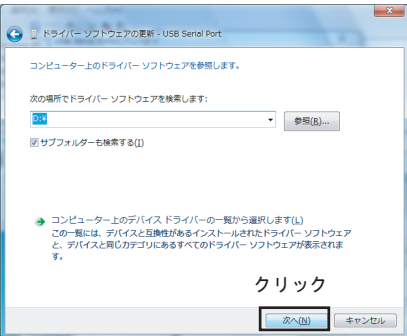 ドライバー ソフトウェアの更新 - USB Serial Port
コンピューター上のドライバー ソフトウェアを参照します。
次の場所でドライバー ソフトウェアを検索します:
D:¥
参照(R)...
サブフォルダーも検索する(I)
コンピューター上のデバイス ドライバーの一覧から選択します(L)
この一覧には、デバイスと互換性があるインストールされたドライバー ソフトウェア
と、デバイスと同じカテゴリにあるすべてのドライバー ソフトウェアが表示されま
す。
クリック
次へ(N)
キャンセル